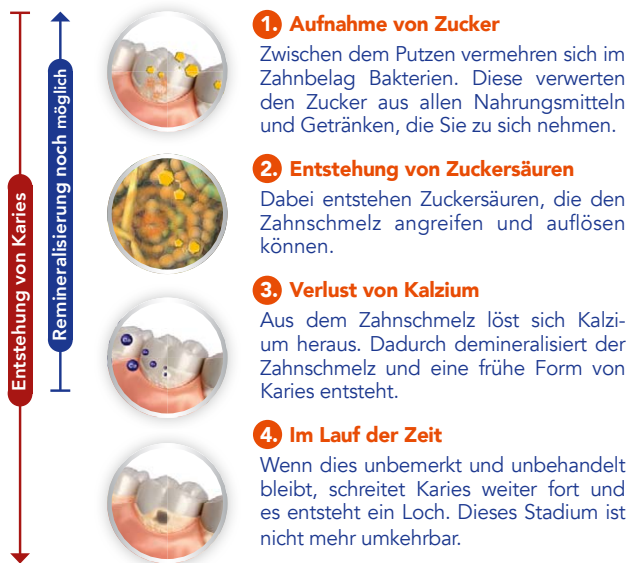 Entstehung von Karies
Remineralisierung noch möglich
1. Aufnahme von Zucker
Zwischen dem Putzen vermehren sich im
Zahnbelag Bakterien. Diese verwerten
den Zucker aus allen Nahrungsmitteln
und Getränken, die Sie zu sich nehmen.
2. Entstehung von Zuckersäuren
Dabei entstehen Zuckersäuren, die den
Zahnschmelz angreifen und auflösen
können.
3. Verlust von Kalzium
Aus dem Zahnschmelz löst sich Kalzi-
um heraus. Dadurch demineralisiert der
Zahnschmelz und eine frühe Form von
Karies entsteht.
4. Im Lauf der Zeit
Wenn dies unbemerkt und unbehandelt
bleibt, schreitet Karies weiter fort und
es entsteht ein Loch. Dieses Stadium ist
nicht mehr umkehrbar.